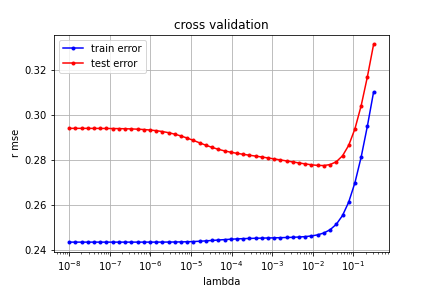 cross validation
train error
test error
r mse
0.32
0.30
0.28
0.26
0.24
10⁻⁸ 10⁻⁷ 10⁻⁶ 10⁻⁵ 10⁻⁴ 10⁻³ 10⁻² 10⁻¹
lambda